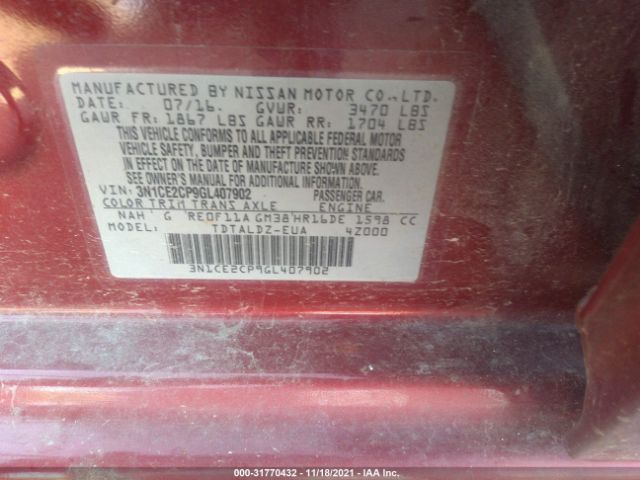 MANUFACTURED BY NISSAN MOTOR CO.,LTD.
DATE: 07/16. GVWR: 3470 LBS
GAWR FR: 1867 LBS GAWR RR: 1704 LBS
THIS VEHICLE CONFORMS TO ALL APPLICABLE FEDERAL MOTOR
VEHICLE SAFETY, BUMPER AND THEFT PREVENTION STANDARDS
IN EFFECT ON THE DATE OF MANUFACTURE SHOWN ABOVE.
SEE OWNER'S MANUAL FOR ADDITIONAL INFORMATION.
VIN: 3N1CE2CP9GL407902 PASSENGER CAR.
COLOR TRIM TRANS AXLE ENGINE
NAH G RE0F11A GM38 HR16DE 1598 CC
MODEL: TDTALDZ-EUA 4Z000
3N1CE2CP9GL407902
000-31770432 - 11/18/2021 - IAA Inc.